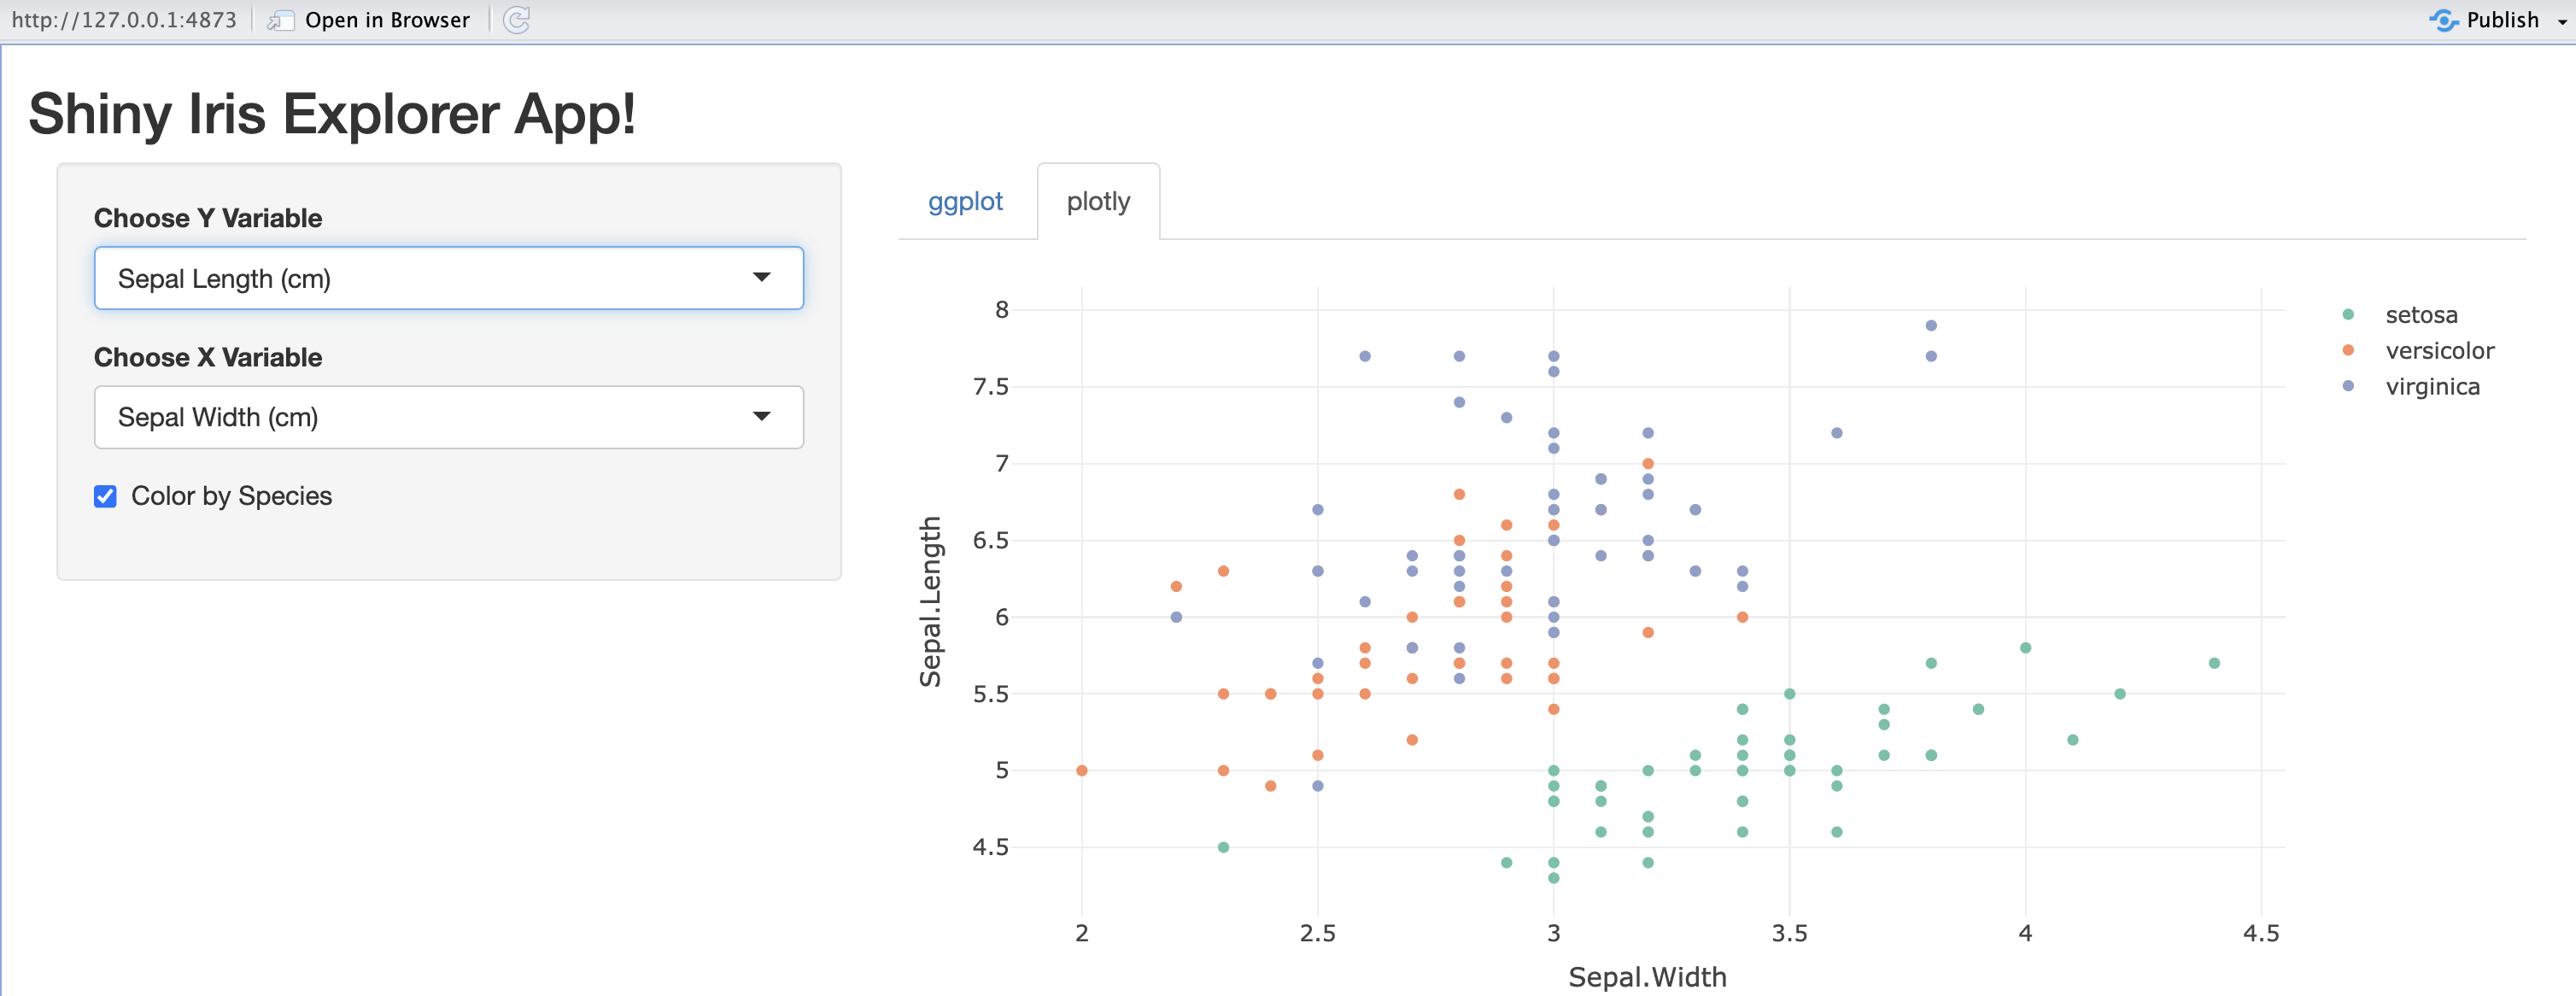 http://127.0.0.1:4873 Open in Browser Publish
Shiny Iris Explorer App!
Choose Y Variable
Sepal Length (cm)
Choose X Variable
Sepal Width (cm)
Color by Species
ggplot plotly
8
7.5
7
6.5
6
5.5
5
4.5
Sepal.Length
2 2.5 3 3.5 4 4.5
Sepal.Width
setosa
versicolor
virginica